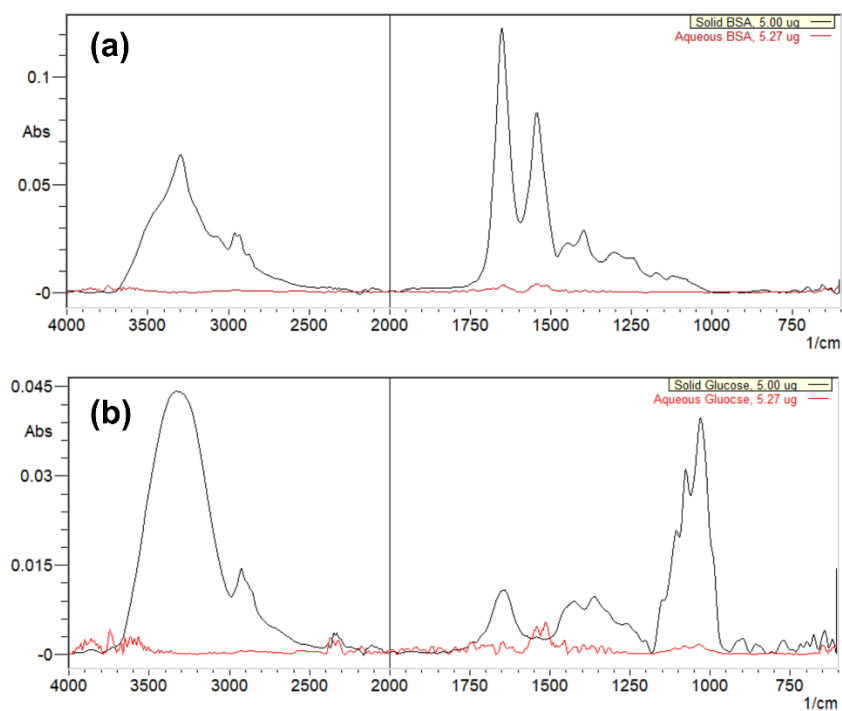 (a)
Solid BSA, 5.00 ug
Aqueous BSA, 5.27 ug
0.1
Abs
0.05
-0
4000 3500 3000 2500 2000 1750 1500 1250 1000 750
1/cm
(b)
Solid Glucose, 5.00 ug
Aqueous Gluocse, 5.27 ug
0.045
Abs
0.03
0.015
-0
4000 3500 3000 2500 2000 1750 1500 1250 1000 750
1/cm